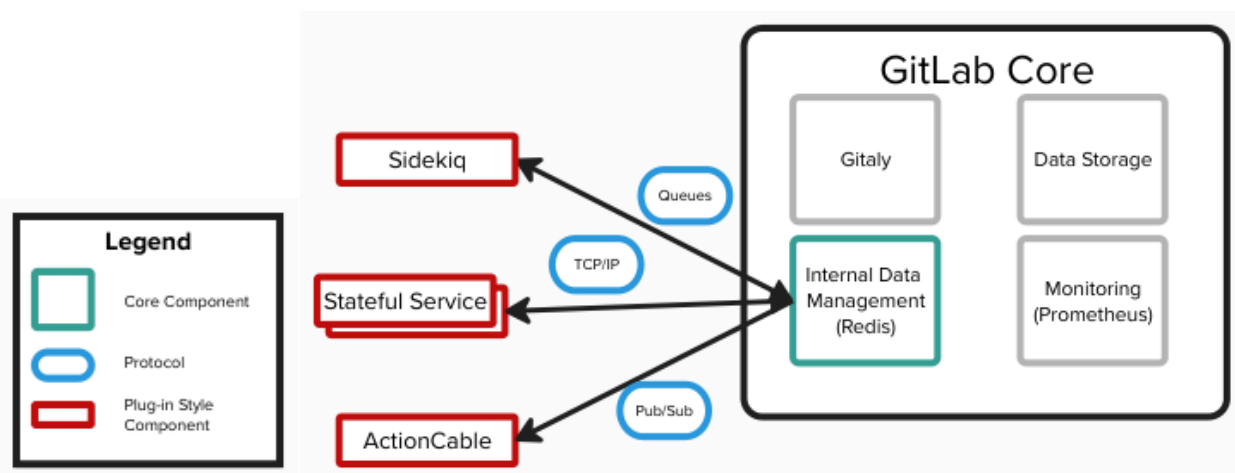 GitLab Core
Sidekiq
Gitaly
Data Storage
Queues
Legend
TCP/IP
Core Component
Stateful Service
Internal Data
Management
(Redis)
Monitoring
(Prometheus)
Protocol
Plug-in Style
Component
Pub/Sub
ActionCable